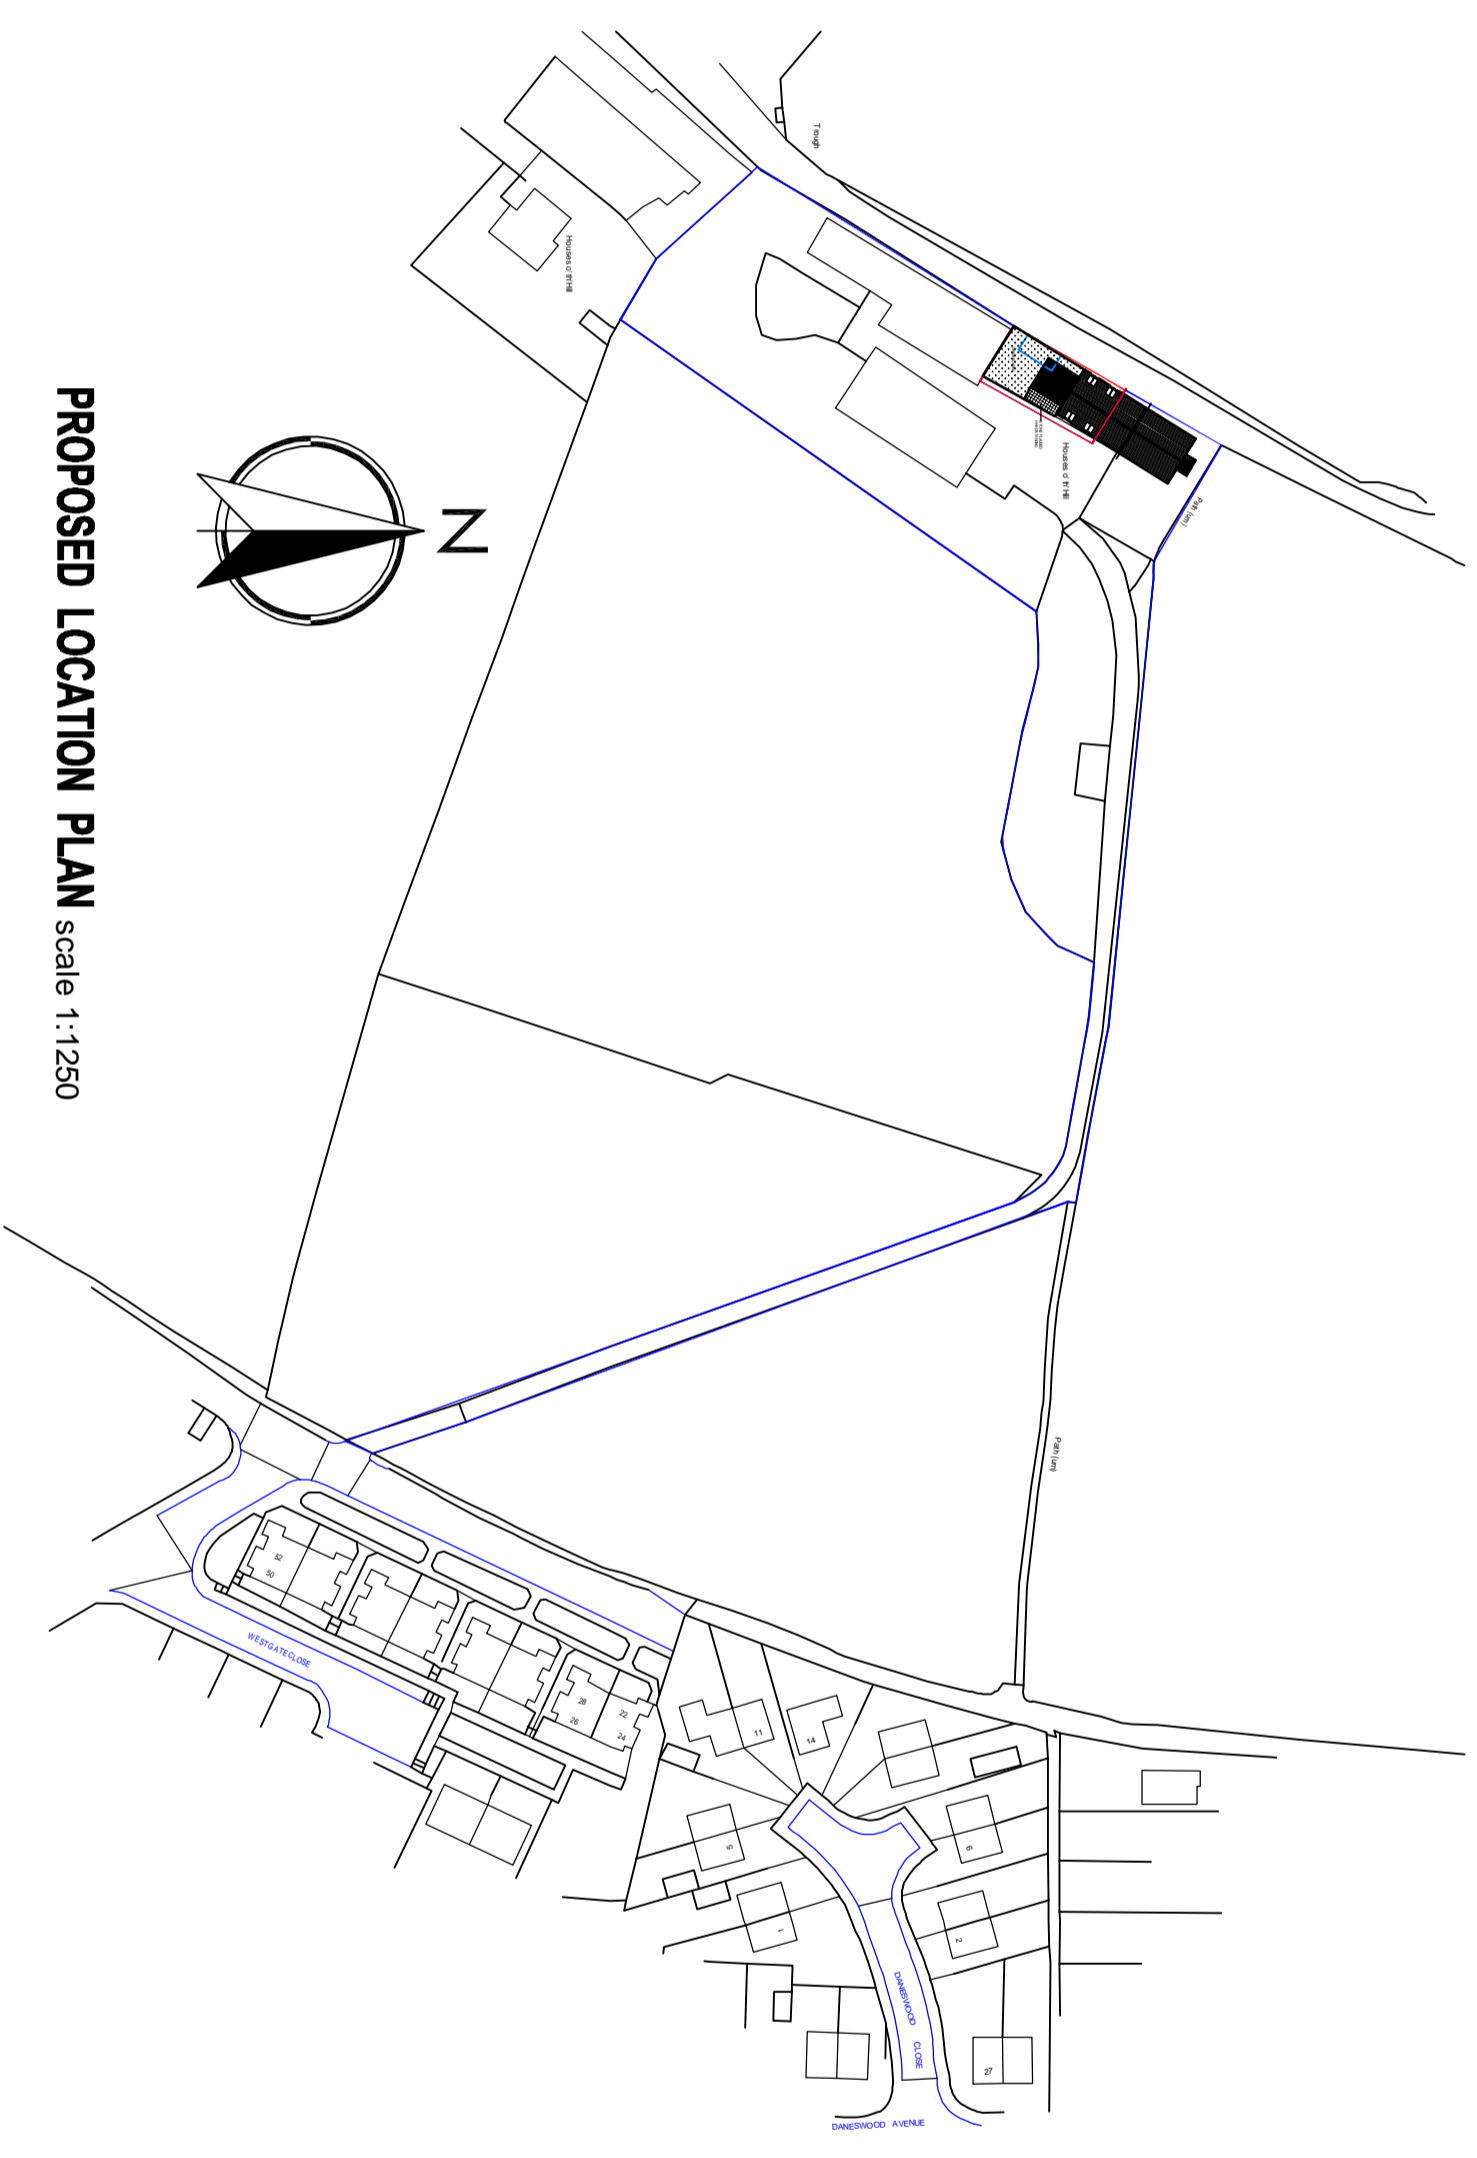 Trough
Houses o' th' Hill
Houses o' th' Hill
Path (um)
N
PROPOSED LOCATION PLAN scale 1:1250
Path (um)
52
50
WESTGATE CLOSE
28
26
22
24
11
14
5
6
1
2
DANESWOOD CLOSE
27
DANESWOOD AVENUE